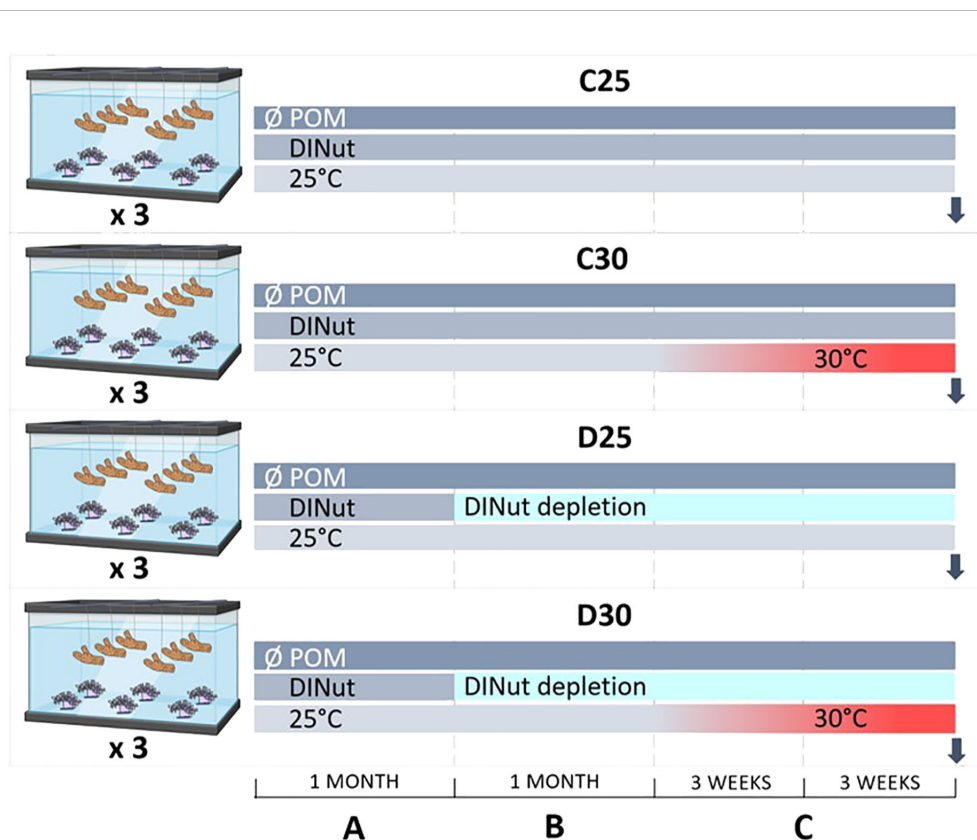 C25
Ø POM
DINut
25°C
x 3
C30
Ø POM
DINut
25°C 30°C
x 3
D25
Ø POM
DINut DINut depletion
25°C
x 3
D30
Ø POM
DINut DINut depletion
25°C 30°C
x 3
1 MONTH 1 MONTH 3 WEEKS 3 WEEKS
A B C